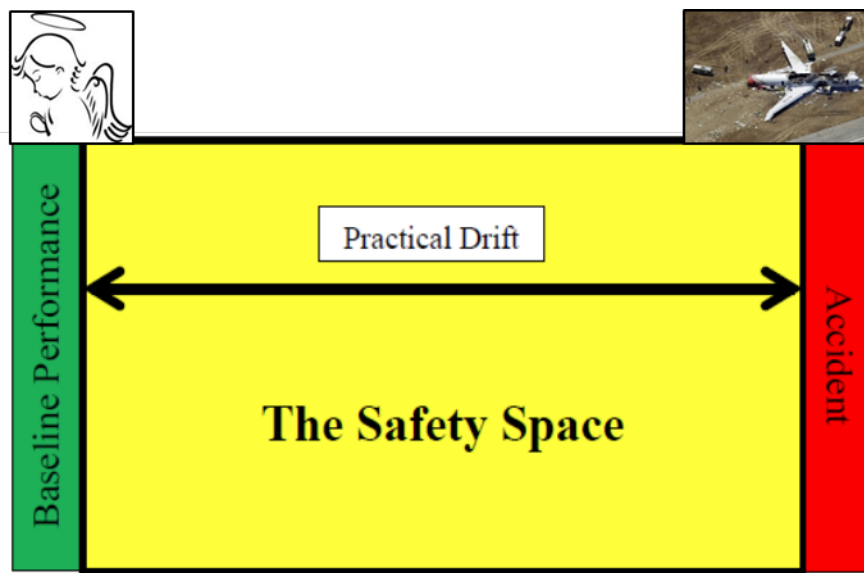 Practical Drift
The Safety Space
Baseline Performance
Accident